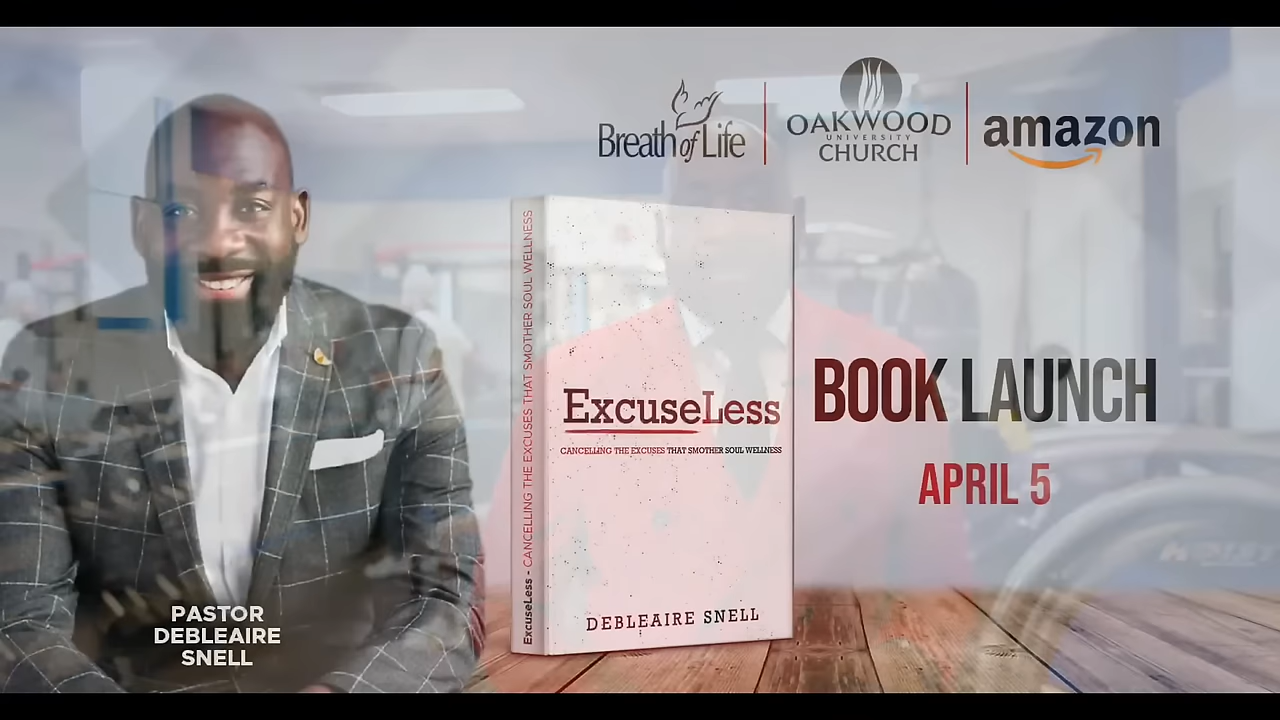 Breath of Life
OAKWOOD
UNIVERSITY
CHURCH
amazon
ExcuseLess - CANCELLING THE EXCUSES THAT SMOTHER SOUL WELLNESS
ExcuseLess
CANCELLING THE EXCUSES THAT SMOTHER SOUL WELLNESS
DEBLEAIRE SNELL
BOOK LAUNCH
APRIL 5
PASTOR
DEBLEAIRE
SNELL